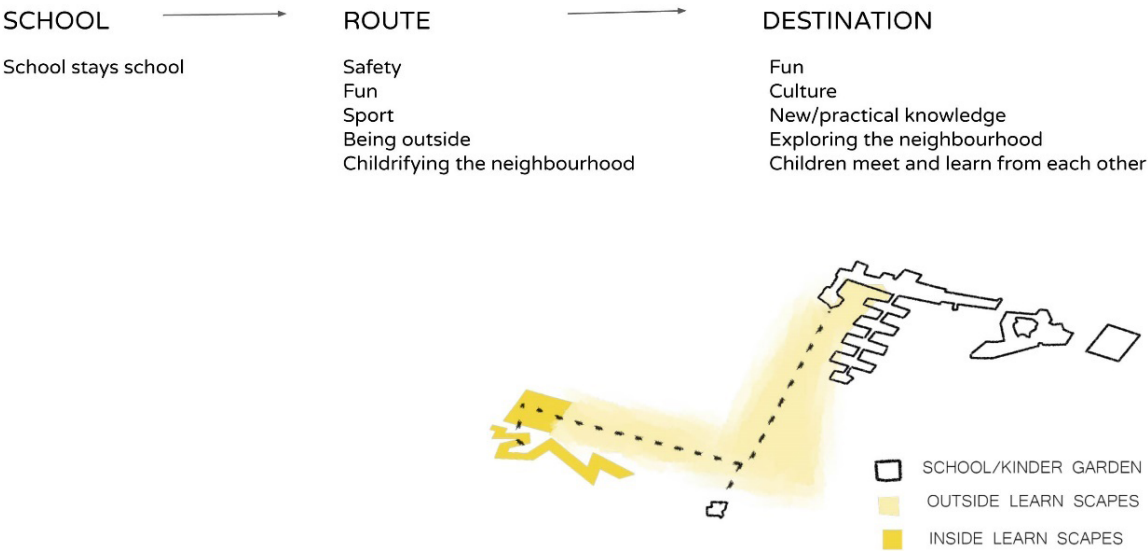 SCHOOL
School stays school
ROUTE
Safety
Fun
Sport
Being outside
Childrifying the neighbourhood
DESTINATION
Fun
Culture
New/practical knowledge
Exploring the neighbourhood
Children meet and learn from each other
SCHOOL/KINDER GARDEN
OUTSIDE LEARN SCAPES
INSIDE LEARN SCAPES